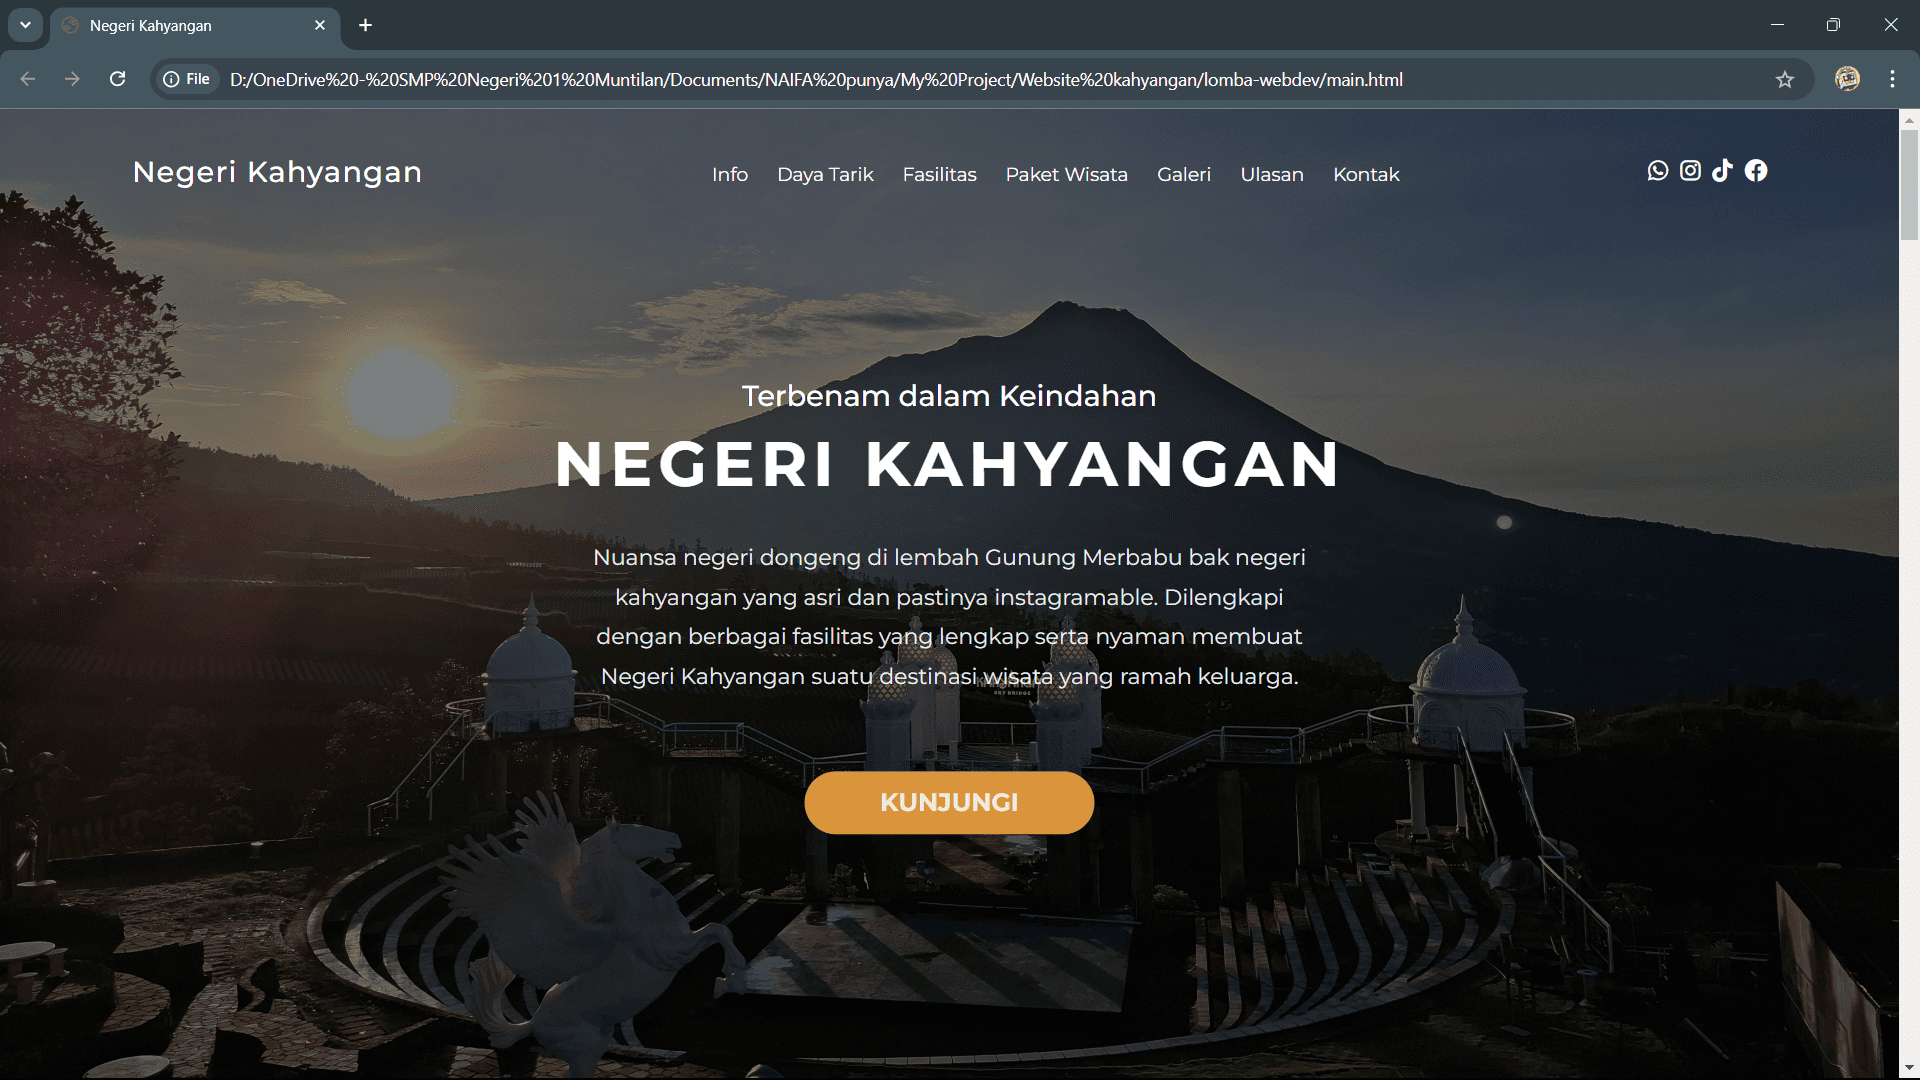 Negeri Kahyangan
File
D:/OneDrive%20-%20SMP%20Negeri%201%20Muntilan/Documents/NAIFA%20punya/My%20Project/Website%20kahyangan/lomba-webdev/main.html
Negeri Kahyangan
Info Daya Tarik Fasilitas Paket Wisata Galeri Ulasan Kontak
Terbenam dalam Keindahan
NEGERI KAHYANGAN
Nuansa negeri dongeng di lembah Gunung Merbabu bak negeri
kahyangan yang asri dan pastinya instagramable. Dilengkapi
dengan berbagai fasilitas yang lengkap serta nyaman membuat
Negeri Kahyangan suatu destinasi wisata yang ramah keluarga.
SKY BRIDGE
KUNJUNGI